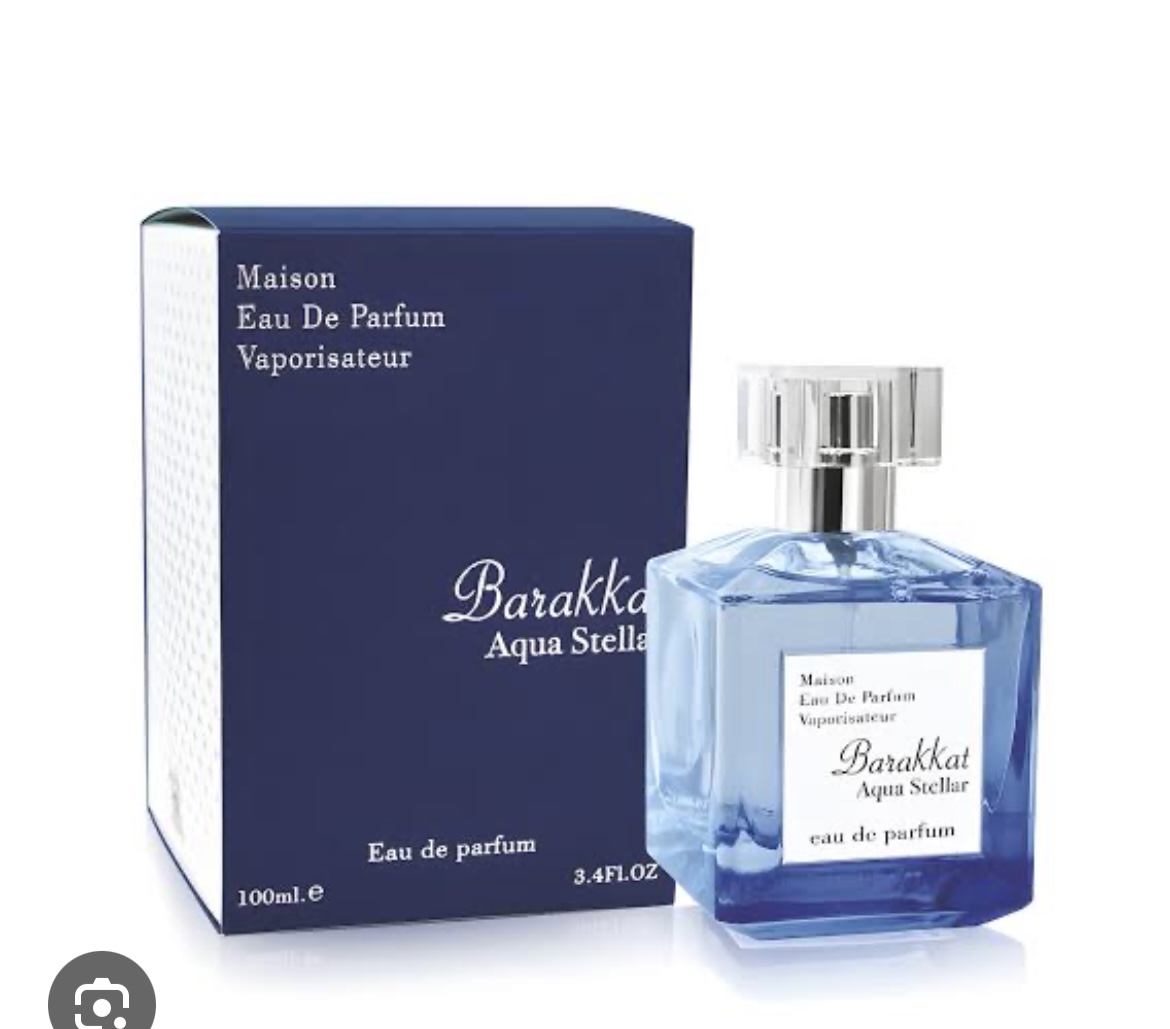 Maison
Eau De Parfum
Vaporisateur
Barakka
Aqua Stella
Eau de parfum
100ml.e
3.4Fl.OZ
Maison
Eau De Parfum
Vaporisateur
Barakkat
Aqua Stellar
eau de parfum